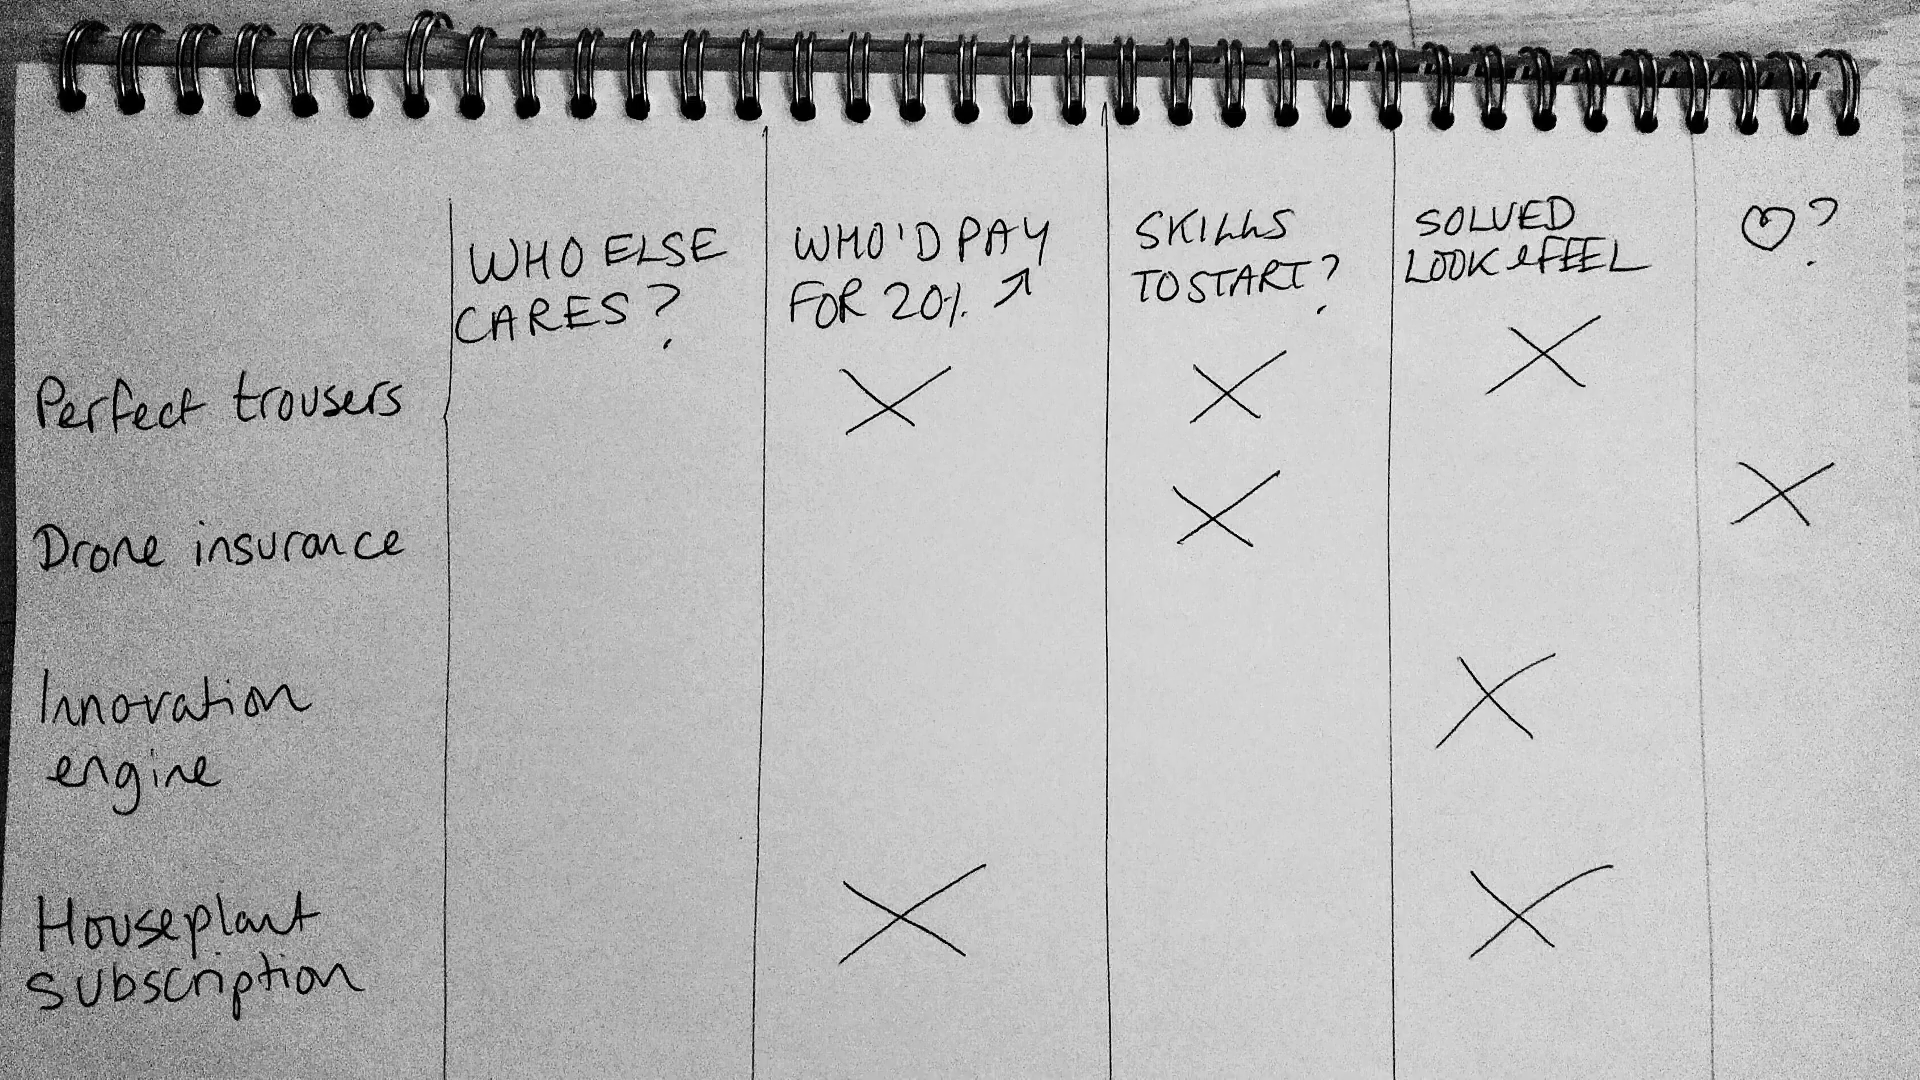 WHO ELSE CARES?
WHO'D PAY FOR 20% ↗
SKILLS TO START?
SOLVED LOOK & FEEL
♡?
Perfect trousers X X X
Drone insurance X X
Innovation engine X
Houseplant subscription X X